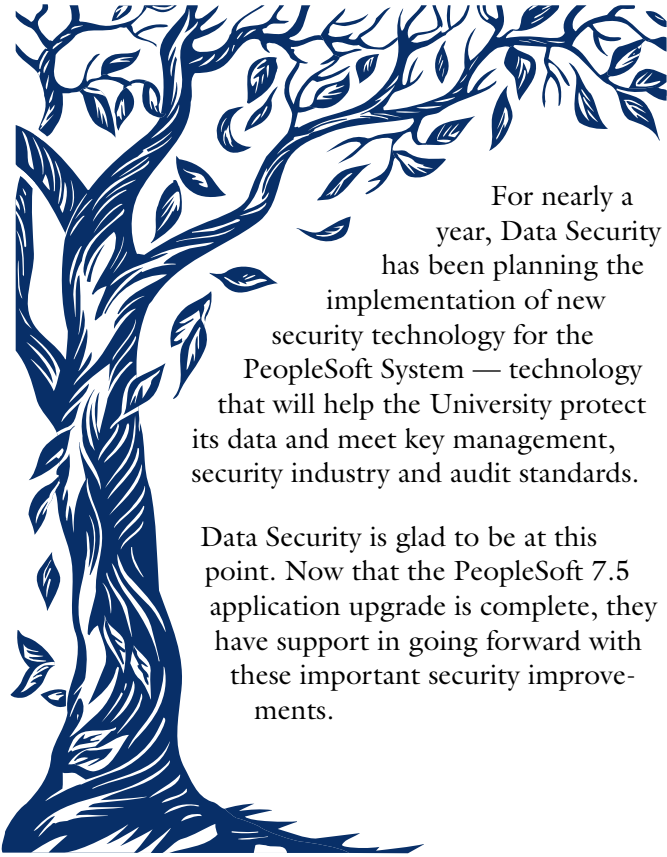 For nearly a
year, Data Security
has been planning the
implementation of new
security technology for the
PeopleSoft System — technology
that will help the University protect
its data and meet key management,
security industry and audit standards.
Data Security is glad to be at this
point. Now that the PeopleSoft 7.5
application upgrade is complete, they
have support in going forward with
these important security improve-
ments.